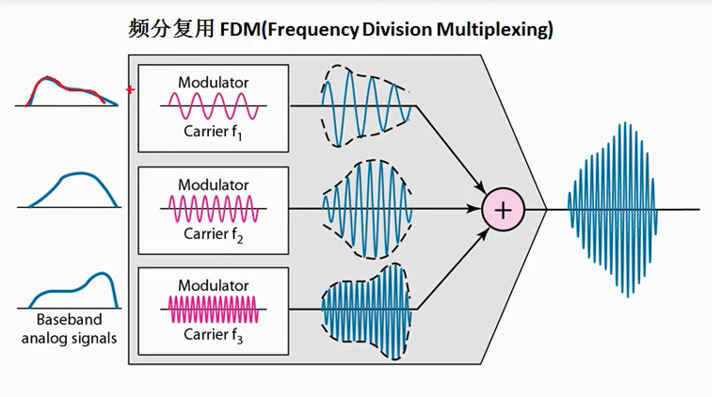 频分复用 FDM(Frequency Division Multiplexing)
Modulator
Carrier f₁
Modulator
Carrier f₂
Modulator
Carrier f₃
Baseband
analog signals
+